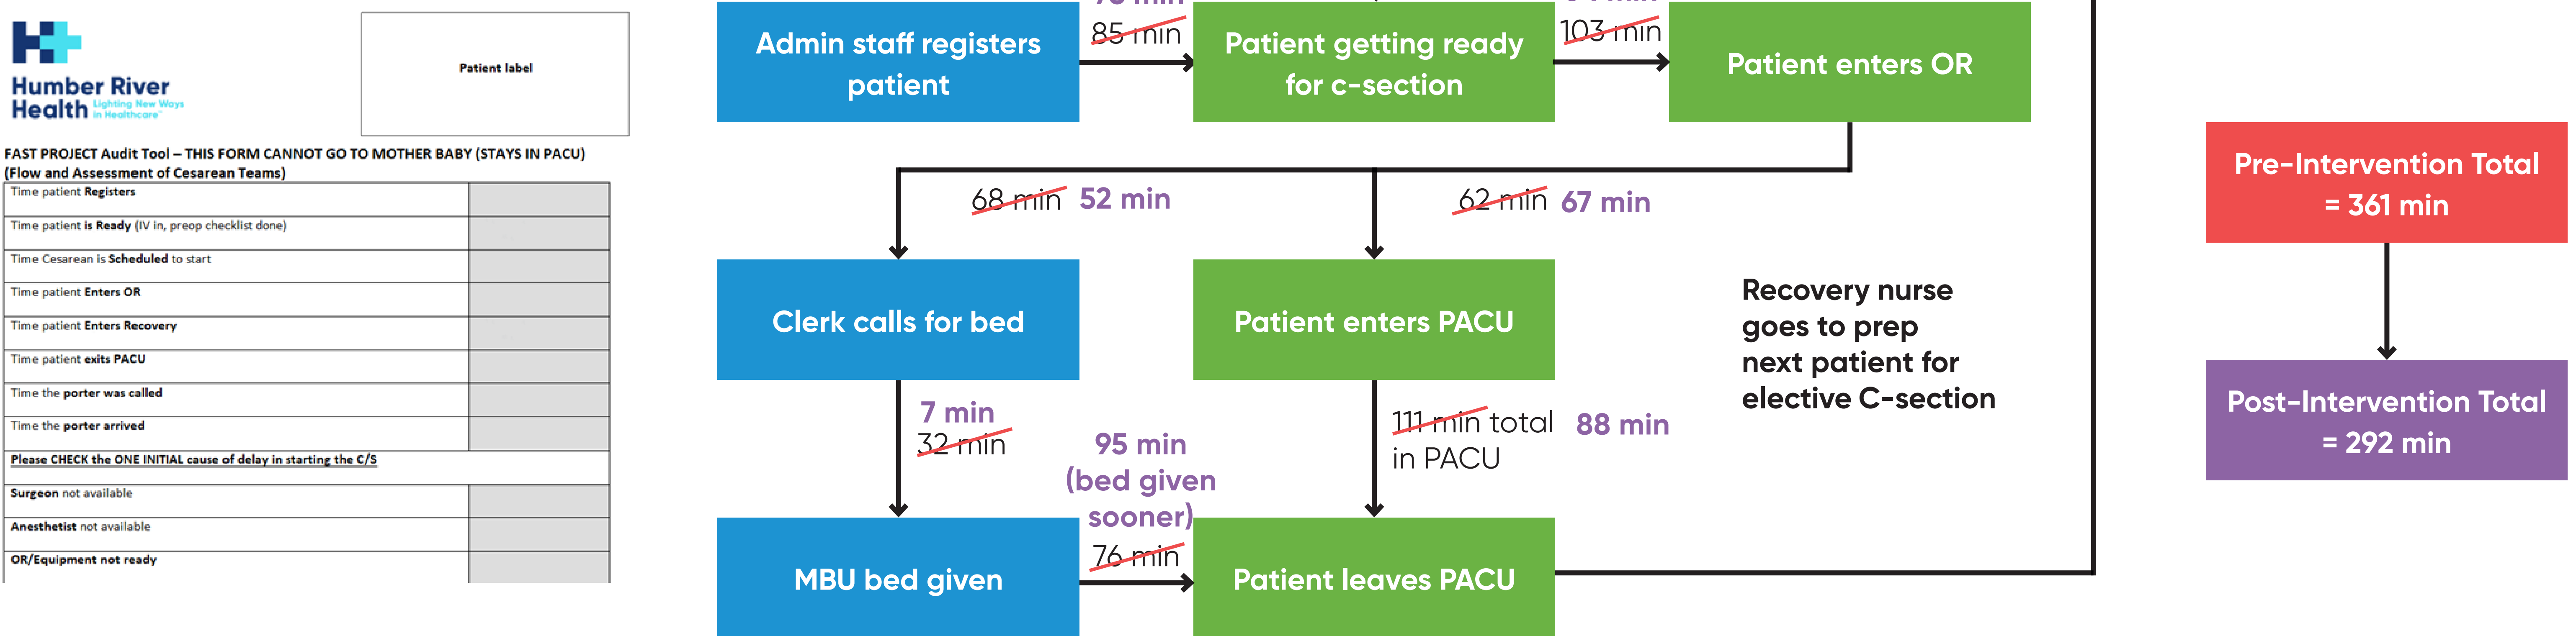 Humber River
Health Lighting New Ways
in Healthcare™
Patient label
FAST PROJECT Audit Tool – THIS FORM CANNOT GO TO MOTHER BABY (STAYS IN PACU)
(Flow and Assessment of Cesarean Teams)
Time patient Registers
Time patient is Ready (IV in, preop checklist done)
Time Cesarean is Scheduled to start
Time patient Enters OR
Time patient Enters Recovery
Time patient exits PACU
Time the porter was called
Time the porter arrived
Please CHECK the ONE INITIAL cause of delay in starting the C/S
Surgeon not available
Anesthetist not available
OR/Equipment not ready
Admin staff registers
patient
85 min
Patient getting ready
for c-section
103 min
Patient enters OR
68 min 52 min
62 min 67 min
Clerk calls for bed
Patient enters PACU
Recovery nurse
goes to prep
next patient for
elective C-section
7 min
32 min
111 min total
in PACU
88 min
95 min
(bed given
sooner)
76 min
MBU bed given
Patient leaves PACU
Pre-Intervention Total
= 361 min
Post-Intervention Total
= 292 min